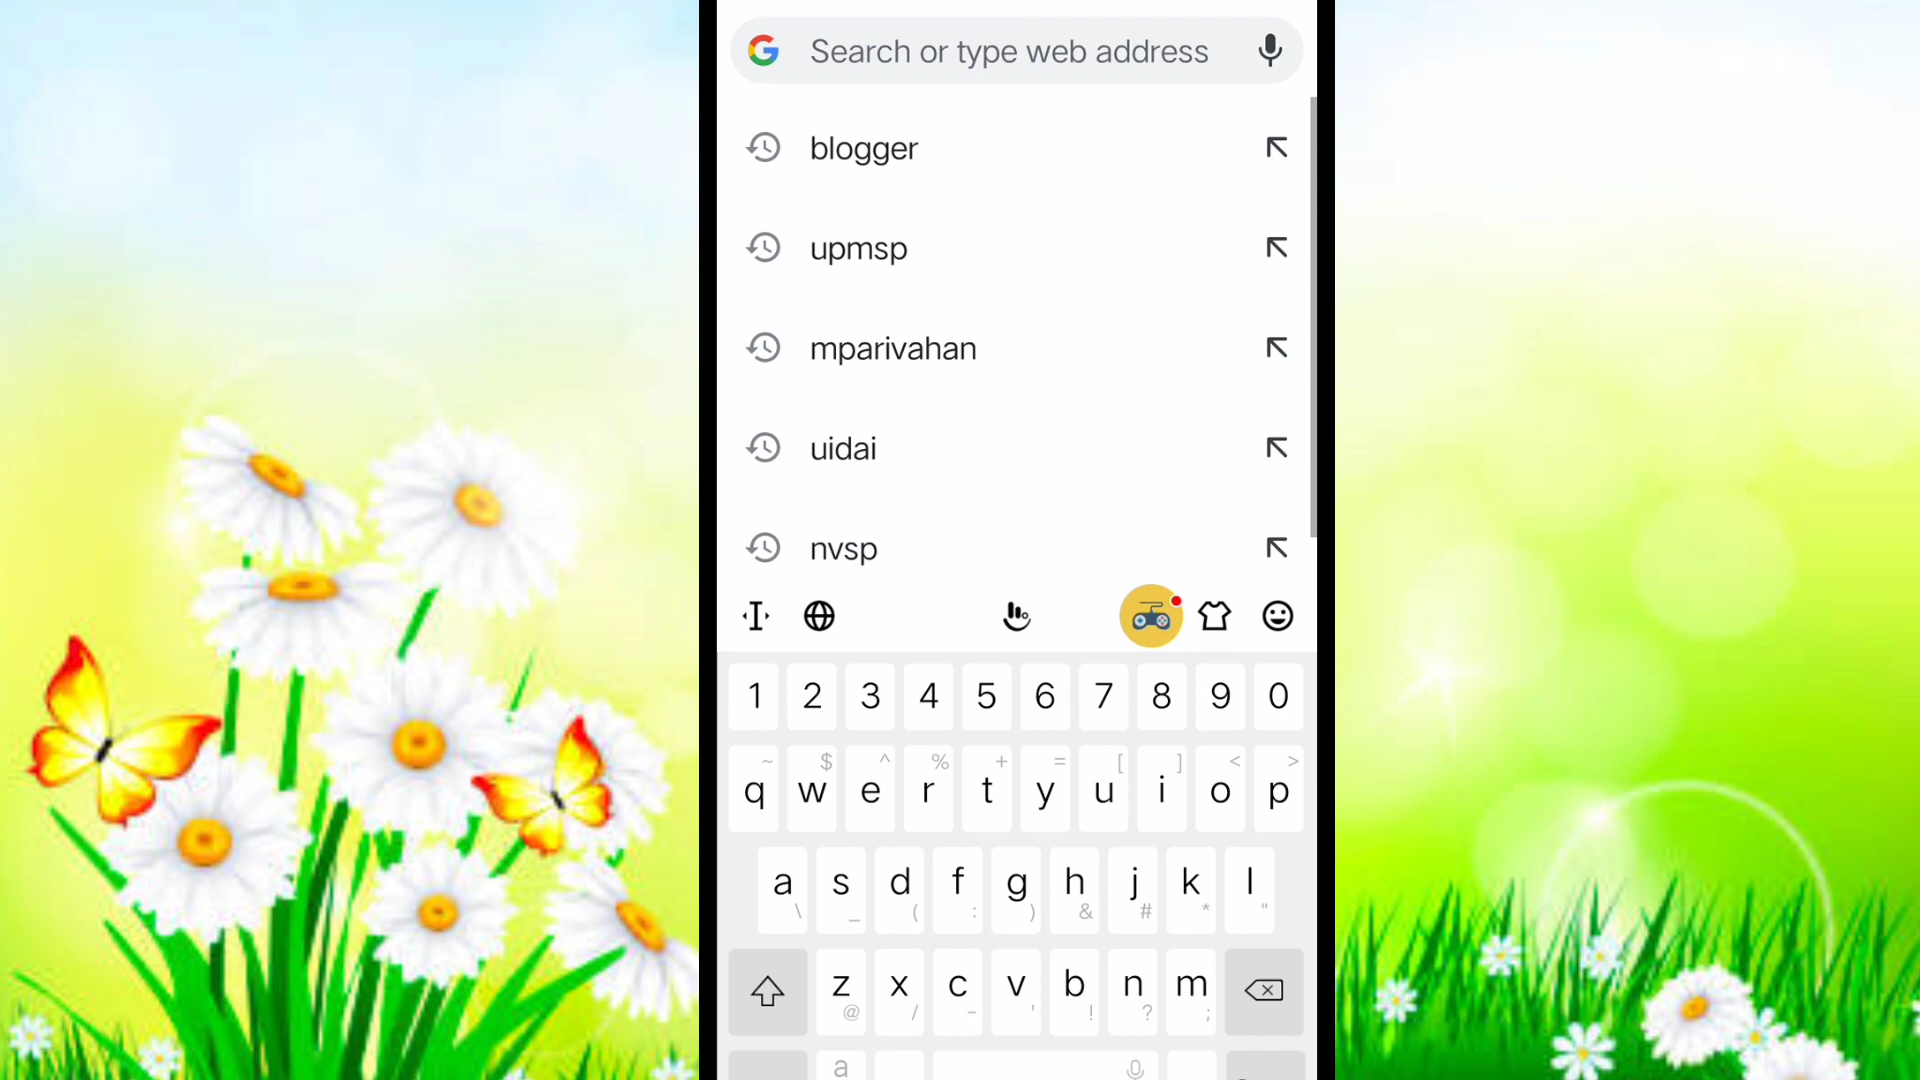 Search or type web address
blogger
upmsp
mparivahan
uidai
nvsp
1 2 3 4 5 6 7 8 9 0
~ $ ^ % + = [ ] < >
q w e r t y u i o p
a s d f g h j k l
\ _ ( : ) & # * "
z x c v b n m
@ / - ' ! ? ;
a